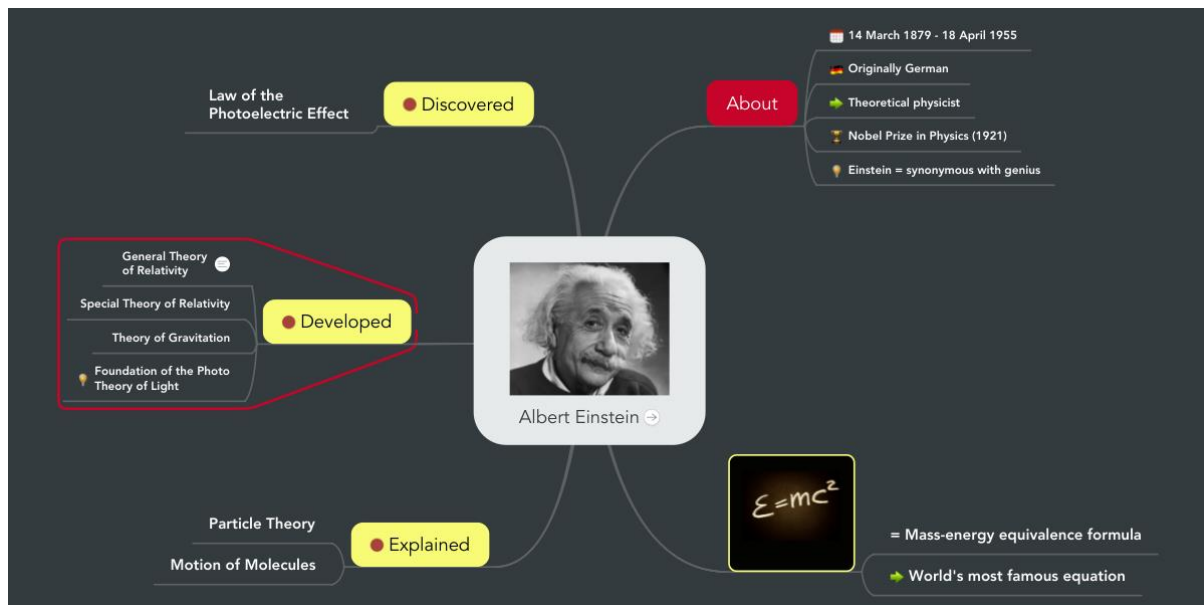 Law of the
Photoelectric Effect
Discovered
About
14 March 1879 - 18 April 1955
Originally German
Theoretical physicist
Nobel Prize in Physics (1921)
Einstein = synonymous with genius
General Theory
of Relativity
Special Theory of Relativity
Theory of Gravitation
Foundation of the Photo
Theory of Light
Developed
Albert Einstein
Particle Theory
Motion of Molecules
Explained
E=mc²
= Mass-energy equivalence formula
World's most famous equation